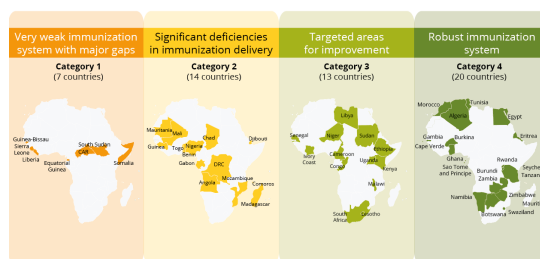 Very weak immunization
system with major gaps
Category 1
(7 countries)
Guinea-Bissau
Sierra
Leone
Liberia
South Sudan
CAR
Equatorial
Guinea
Somalia
Significant deficiencies
in immunization delivery
Category 2
(14 countries)
Mauritania
Mali
Chad
Djibouti
Guinea
Togo
Nigeria
Benin
Gabon
DRC
Angola
Mozambique
Comoros
Madagascar
Targeted areas
for improvement
Category 3
(13 countries)
Libya
Senegal
Niger
Sudan
Ethiopia
Ivory
Coast
Cameroon
Uganda
Congo
Kenya
Malawi
South
Africa
Lesotho
Robust immunization
system
Category 4
(20 countries)
Morocco
Tunisia
Algeria
Egypt
Gambia
Burkina
Eritrea
Cape Verde
Ghana
Rwanda
Sao Tome
and Principe
Burundi
Seyche
Zambia
Tanzan
Namibia
Zimbabwe
Maurit
Swaziland
Botswana